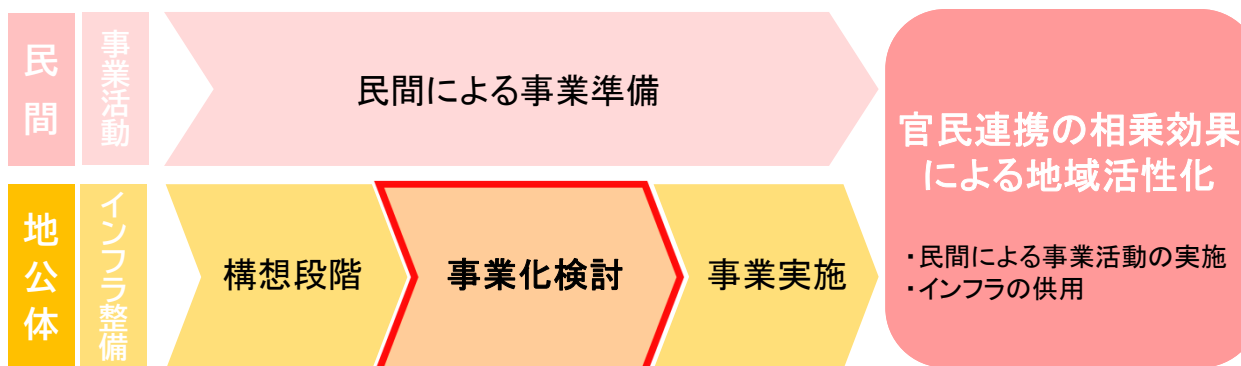 民間
事業活動
民間による事業準備
地公体
インフラ整備
構想段階
事業化検討
事業実施
官民連携の相乗効果
による地域活性化
・民間による事業活動の実施
・インフラの供用